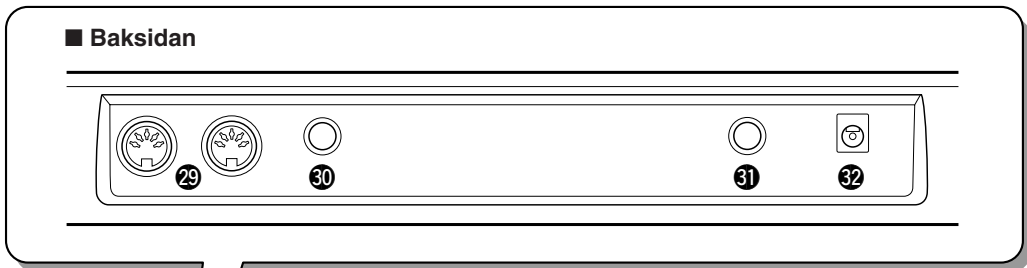 ■ Baksidan
㉙ ㉚ ㉛ ㉜